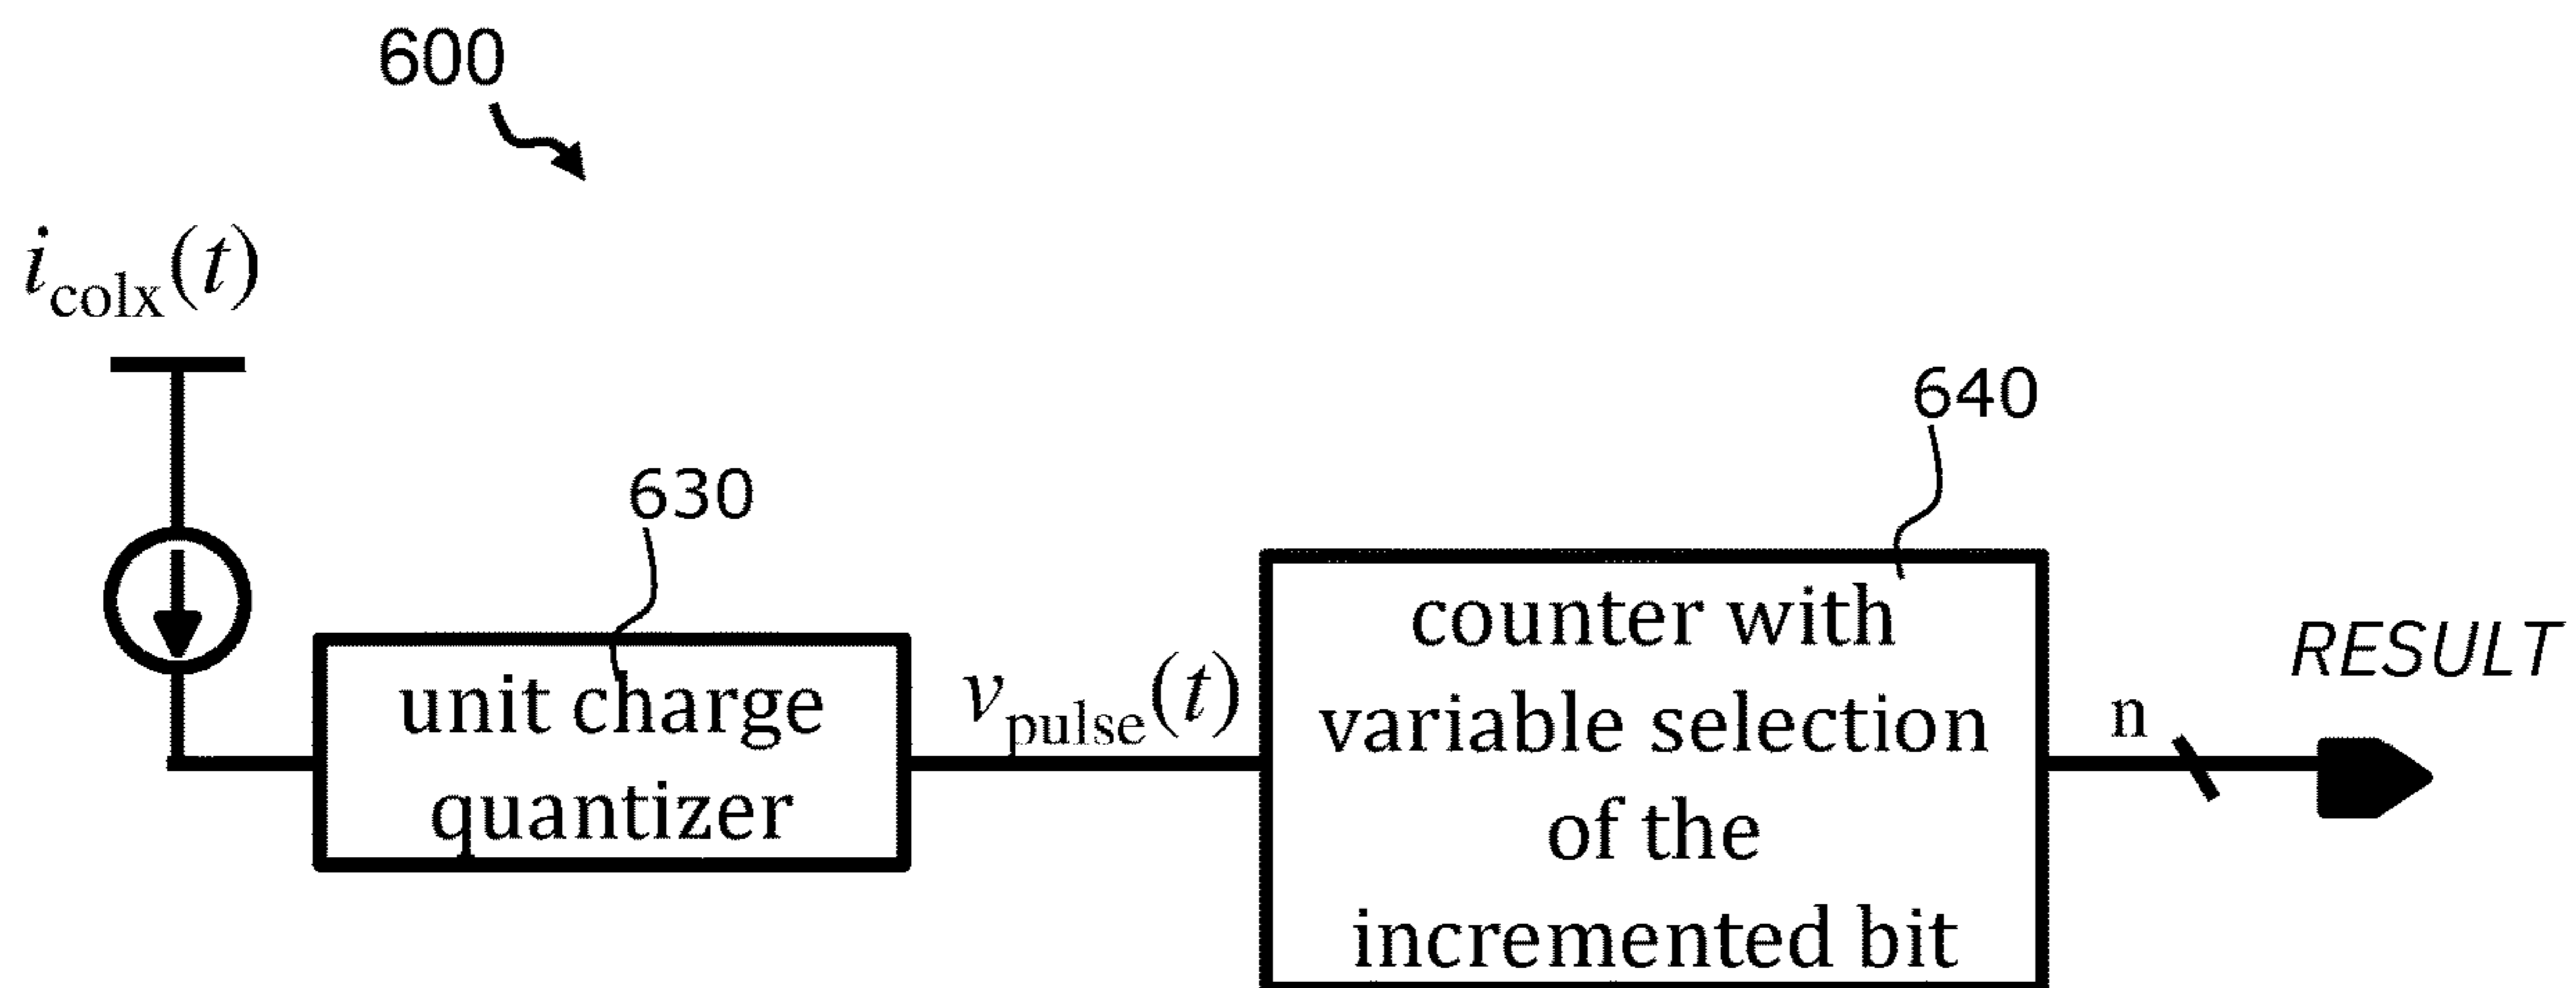 600
i_colx(t)
640
630
counter with
variable selection
of the
incremented bit
unit charge
quantizer
v_pulse(t)
n
RESULT